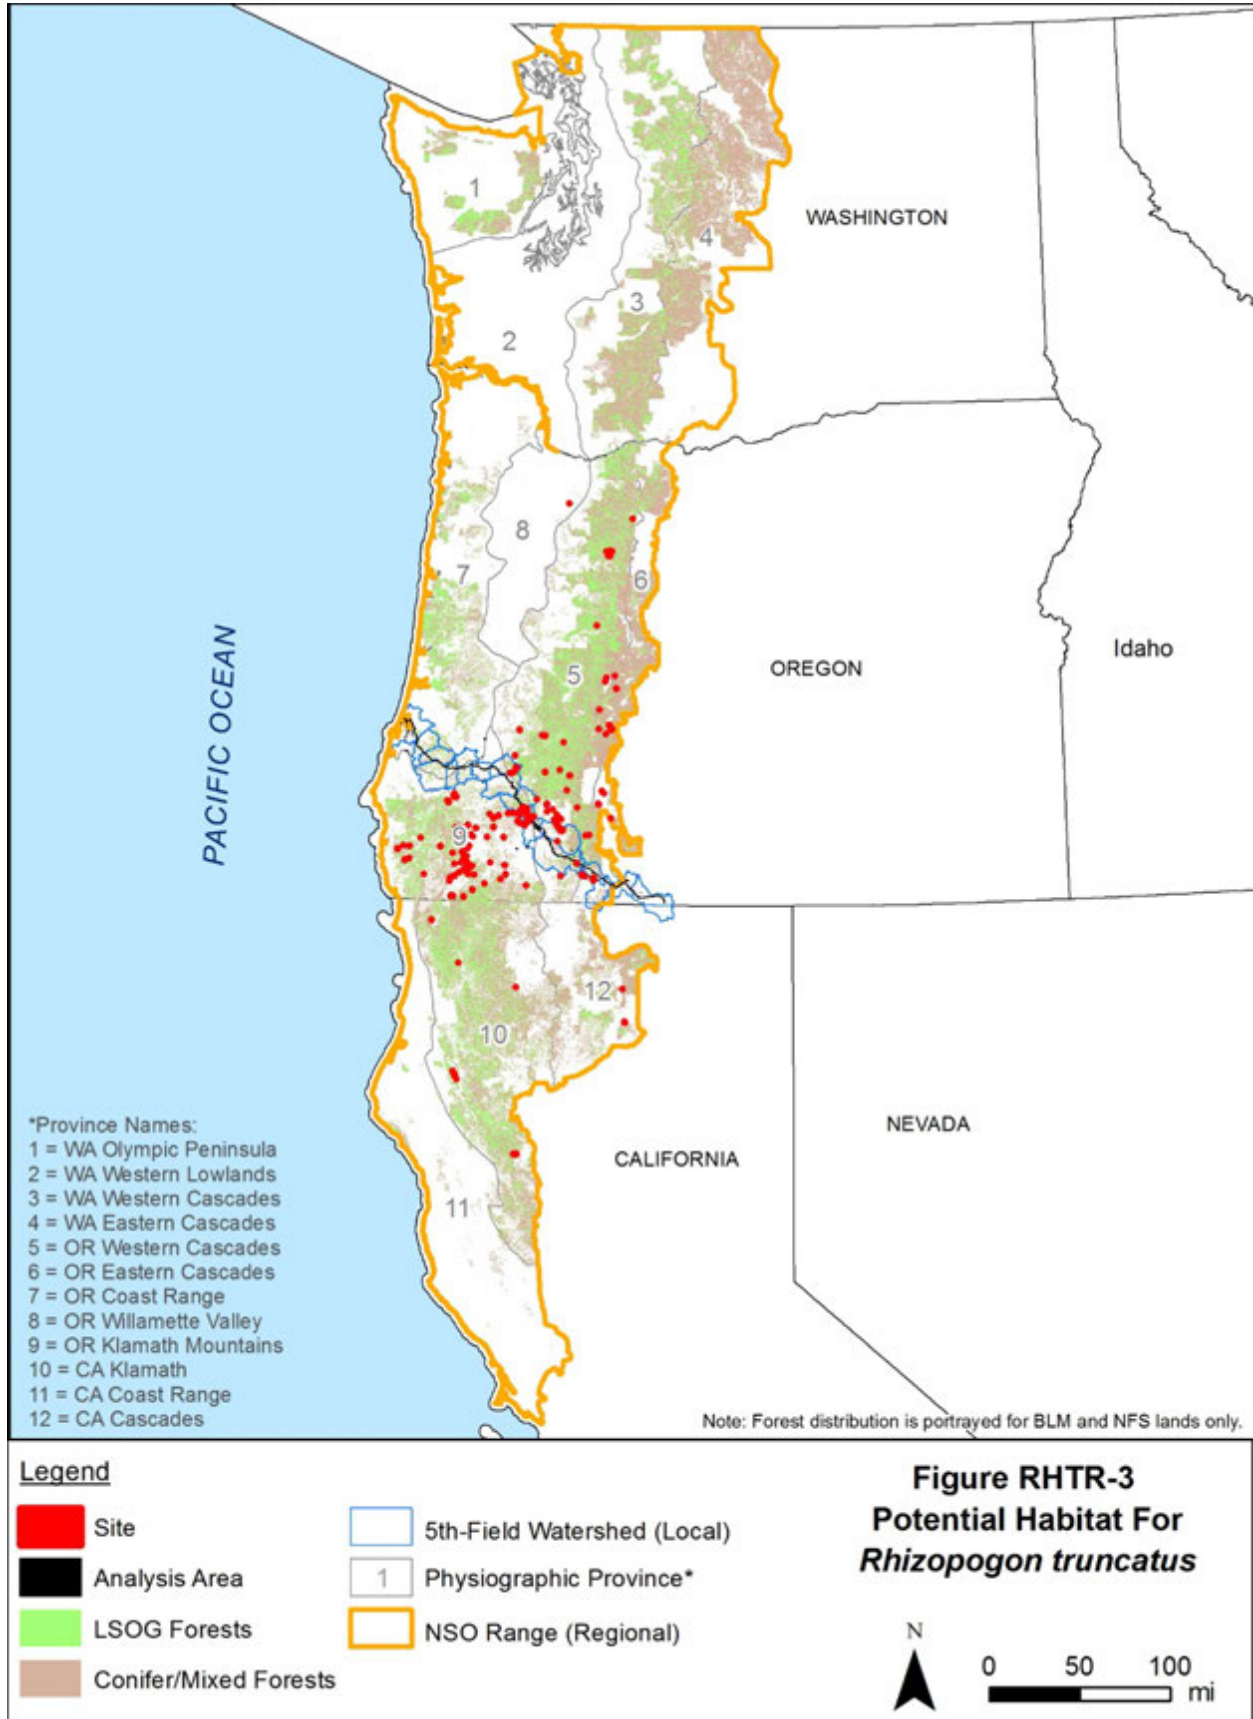 WASHINGTON
1
4
3
2
8
7
6
5
PACIFIC OCEAN
OREGON
Idaho
9
12
10
11
NEVADA
CALIFORNIA
*Province Names:
1 = WA Olympic Peninsula
2 = WA Western Lowlands
3 = WA Western Cascades
4 = WA Eastern Cascades
5 = OR Western Cascades
6 = OR Eastern Cascades
7 = OR Coast Range
8 = OR Willamette Valley
9 = OR Klamath Mountains
10 = CA Klamath
11 = CA Coast Range
12 = CA Cascades
Note: Forest distribution is portrayed for BLM and NFS lands only.
Legend
Site
Analysis Area
LSOG Forests
Conifer/Mixed Forests
5th-Field Watershed (Local)
1
Physiographic Province*
NSO Range (Regional)
Figure RHTR-3
Potential Habitat For
Rhizopogon truncatus
N
0 50 100
mi